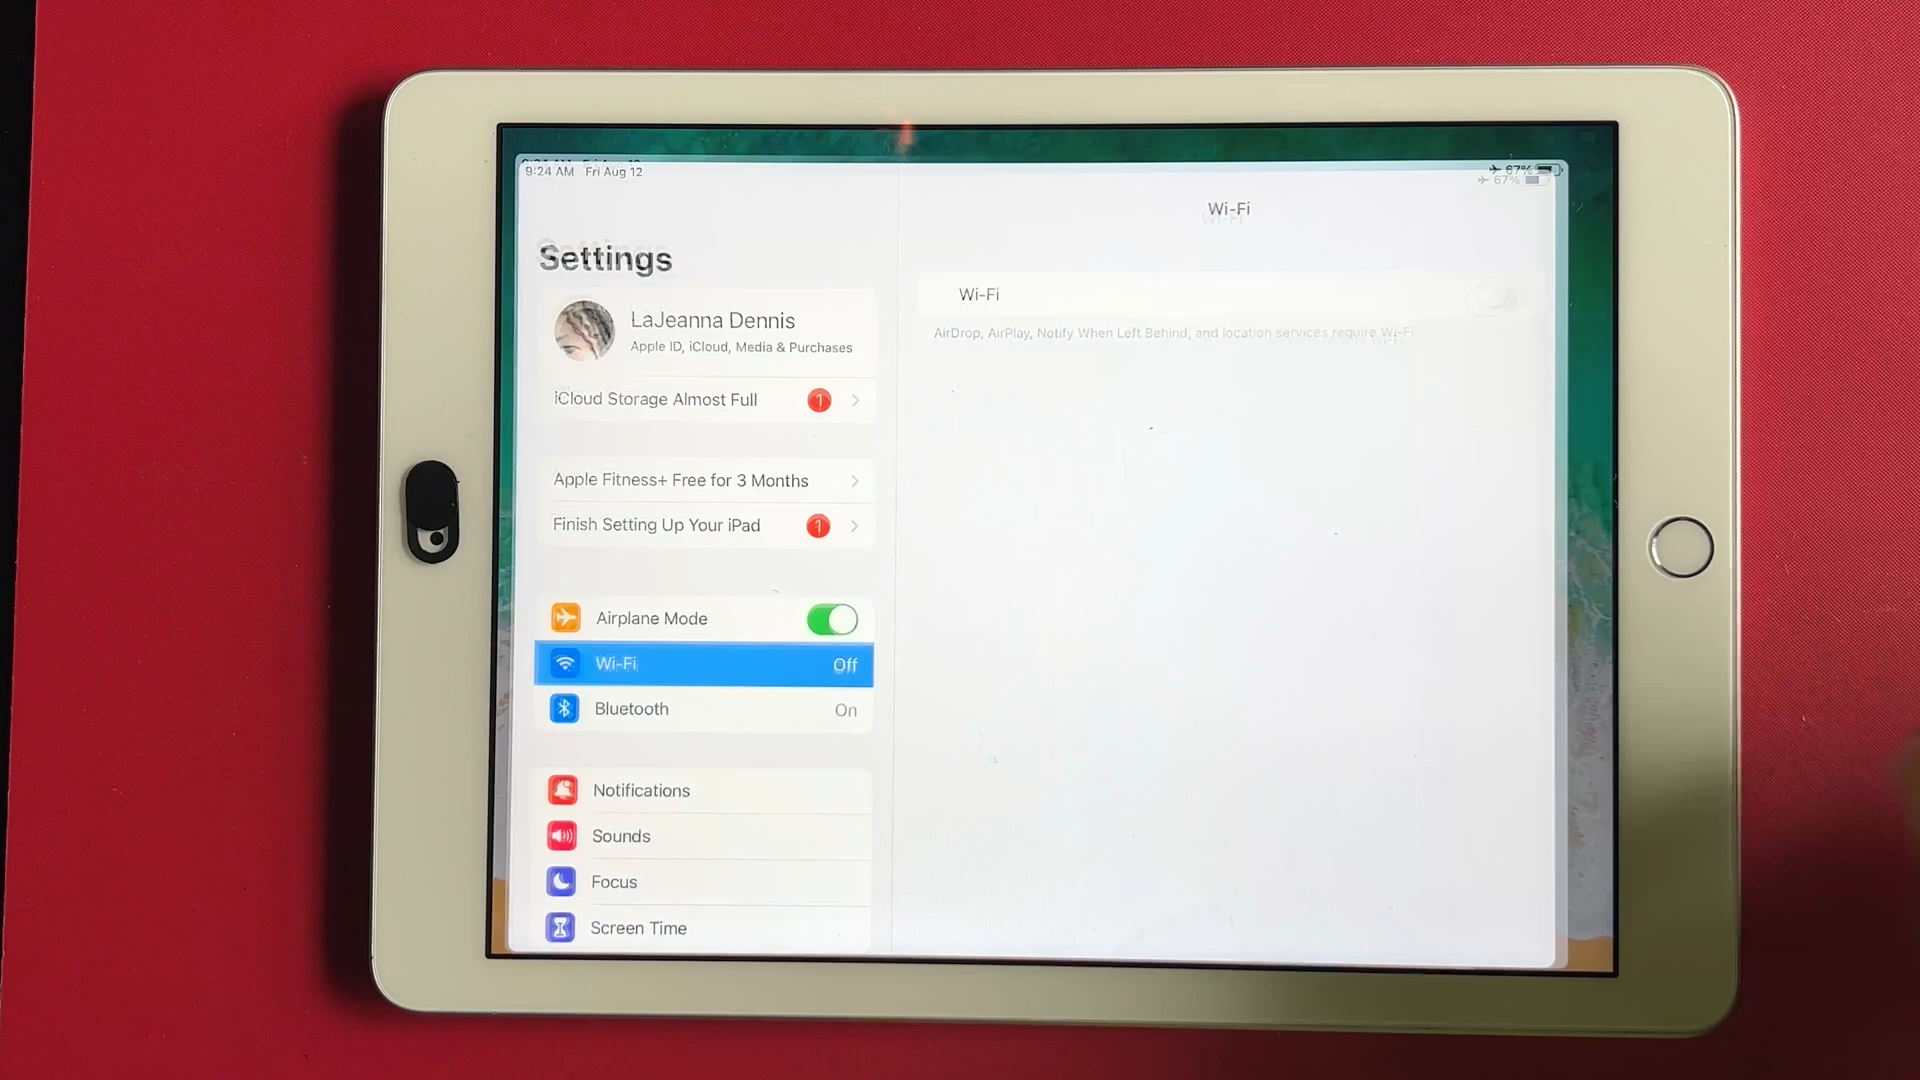 9:24 AM Fri Aug 12
67%
Wi-Fi
Settings
LaJeanna Dennis
Apple ID, iCloud, Media & Purchases
iCloud Storage Almost Full 1
Apple Fitness+ Free for 3 Months
Finish Setting Up Your iPad 1
Airplane Mode
Wi-Fi Off
Bluetooth On
Notifications
Sounds
Focus
Screen Time
Wi-Fi
AirDrop, AirPlay, Notify When Left Behind, and location services require Wi-Fi.